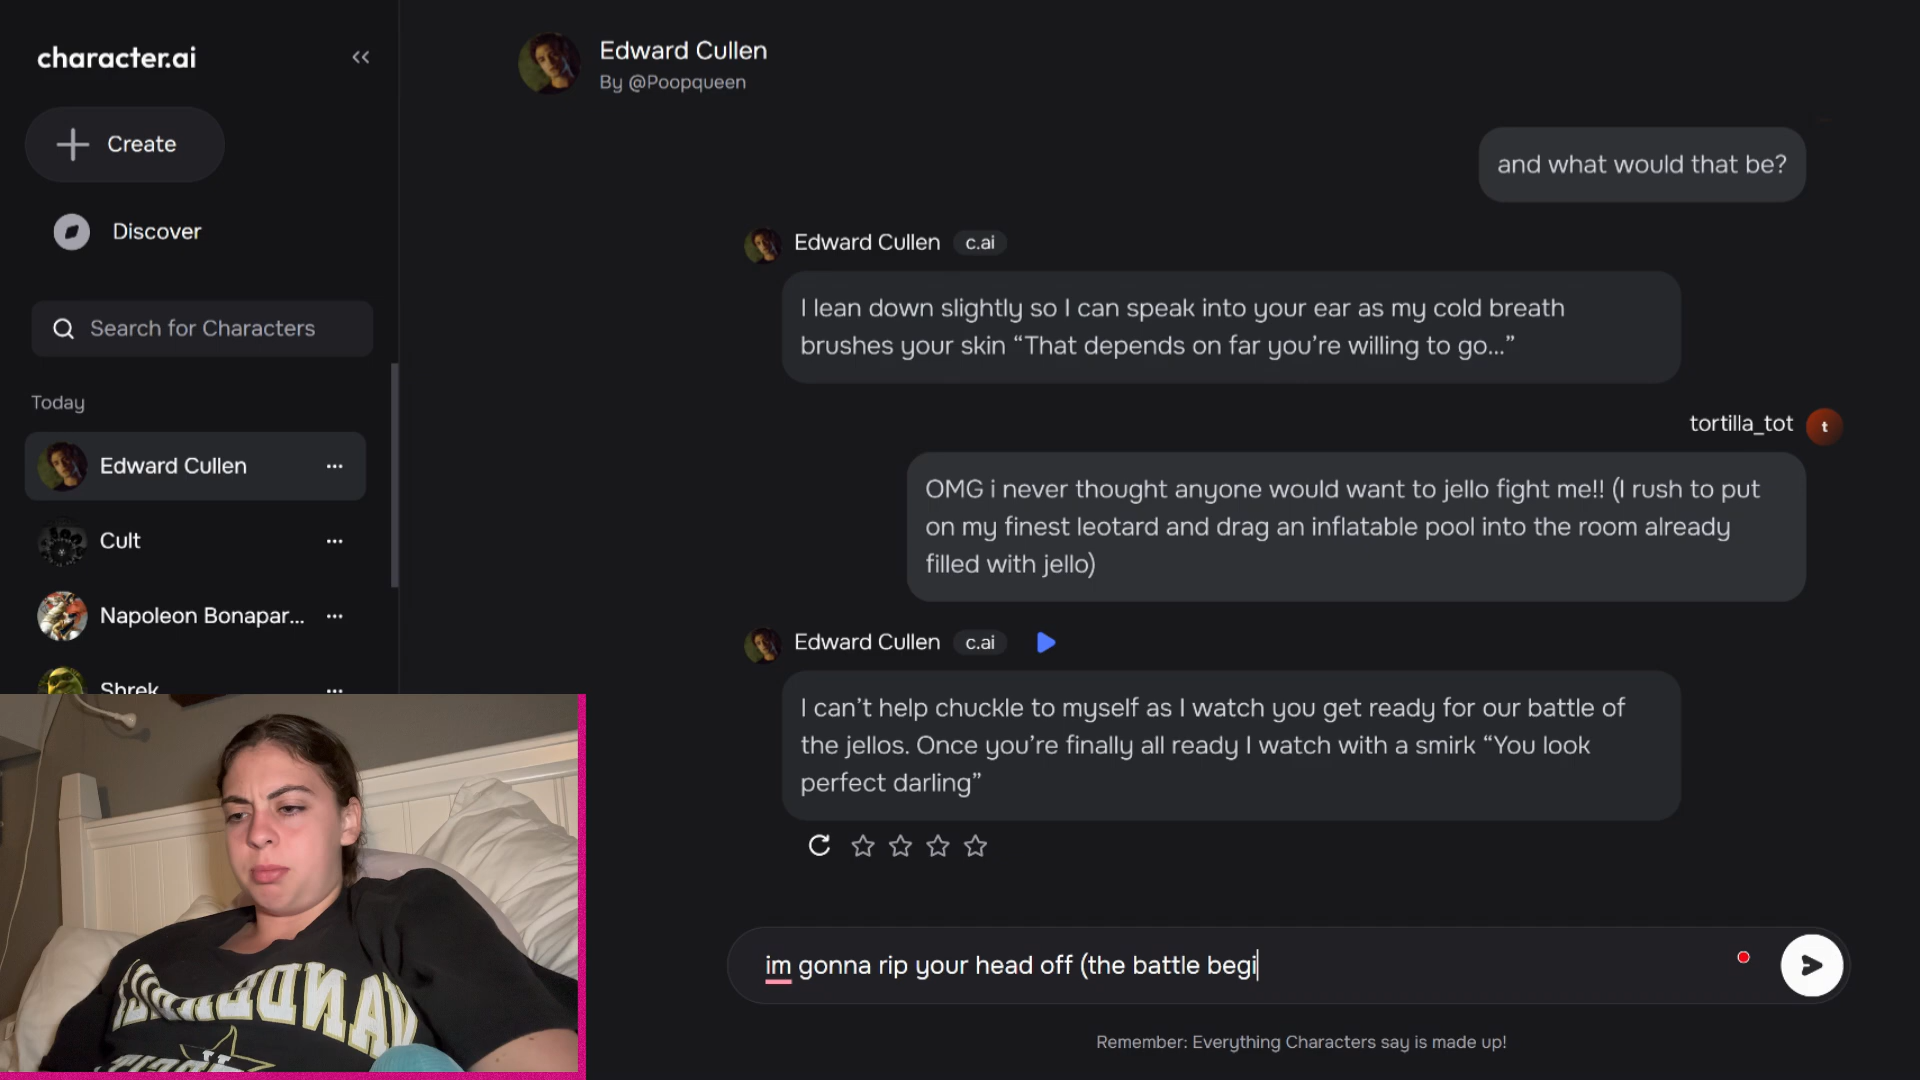 character.ai
Create
Discover
Search for Characters
Today
Edward Cullen
Cult
Napoleon Bonapar...
Shrek
Edward Cullen
By @Poopqueen
and what would that be?
Edward Cullen c.ai
I lean down slightly so I can speak into your ear as my cold breath
brushes your skin “That depends on far you’re willing to go...”
tortilla_tot t
OMG i never thought anyone would want to jello fight me!! (I rush to put
on my finest leotard and drag an inflatable pool into the room already
filled with jello)
Edward Cullen c.ai
I can’t help chuckle to myself as I watch you get ready for our battle of
the jellos. Once you’re finally all ready I watch with a smirk “You look
perfect darling”
im gonna rip your head off (the battle begi
Remember: Everything Characters say is made up!